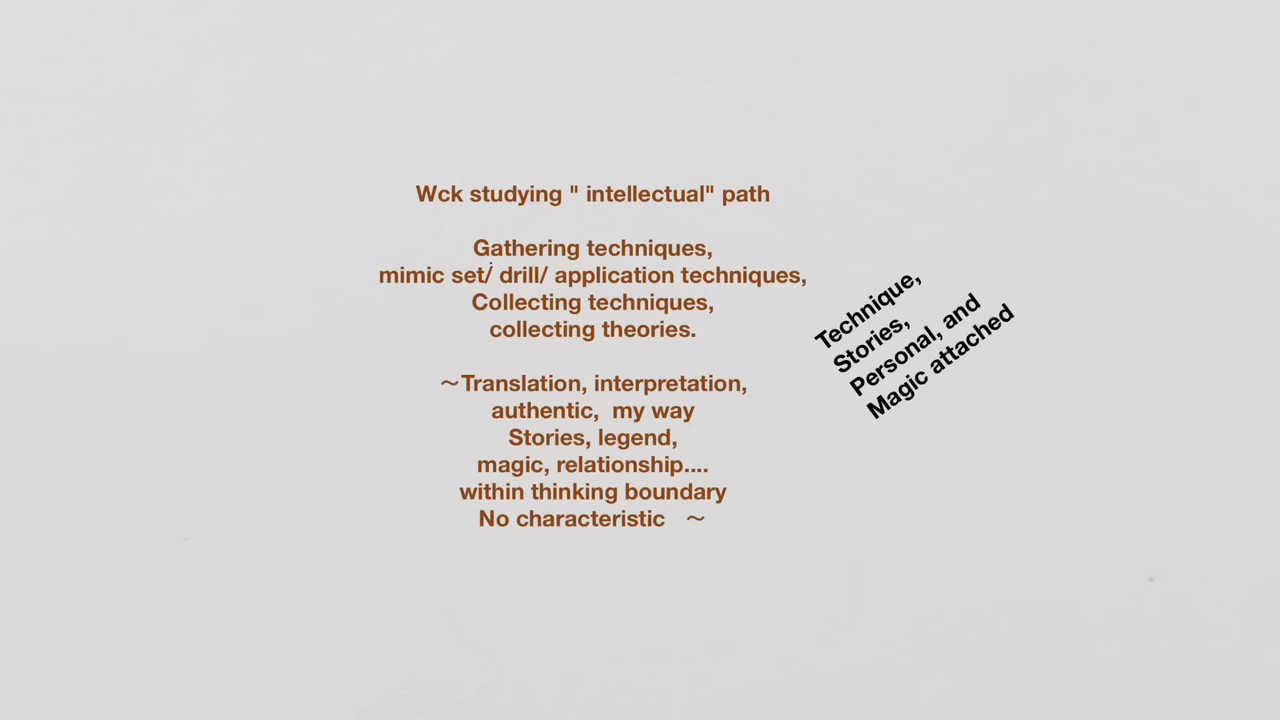 Wck studying " intellectual" path
Gathering techniques,
mimic set/ drill/ application techniques,
Collecting techniques,
collecting theories.
～Translation, interpretation,
authentic,  my way
Stories, legend,
magic, relationship....
within thinking boundary
No characteristic  ～
Technique,
Stories,
Personal, and
Magic attached